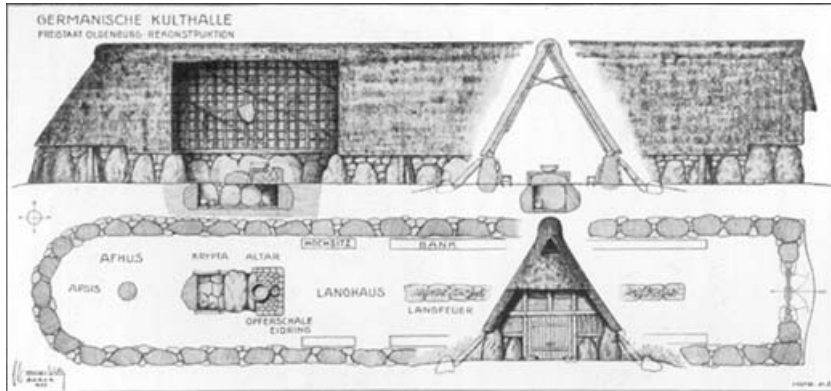 GERMANISCHE KULTHALLE
FREISTAAT OLDENBURG-REKONSTRUKTION
HOCHSITZ
BANK
AFHUS
KRYPTA
ALTAR
APSIS
LANGHAUS
LANGFEUER
OPFERSCHALE
EIDRING